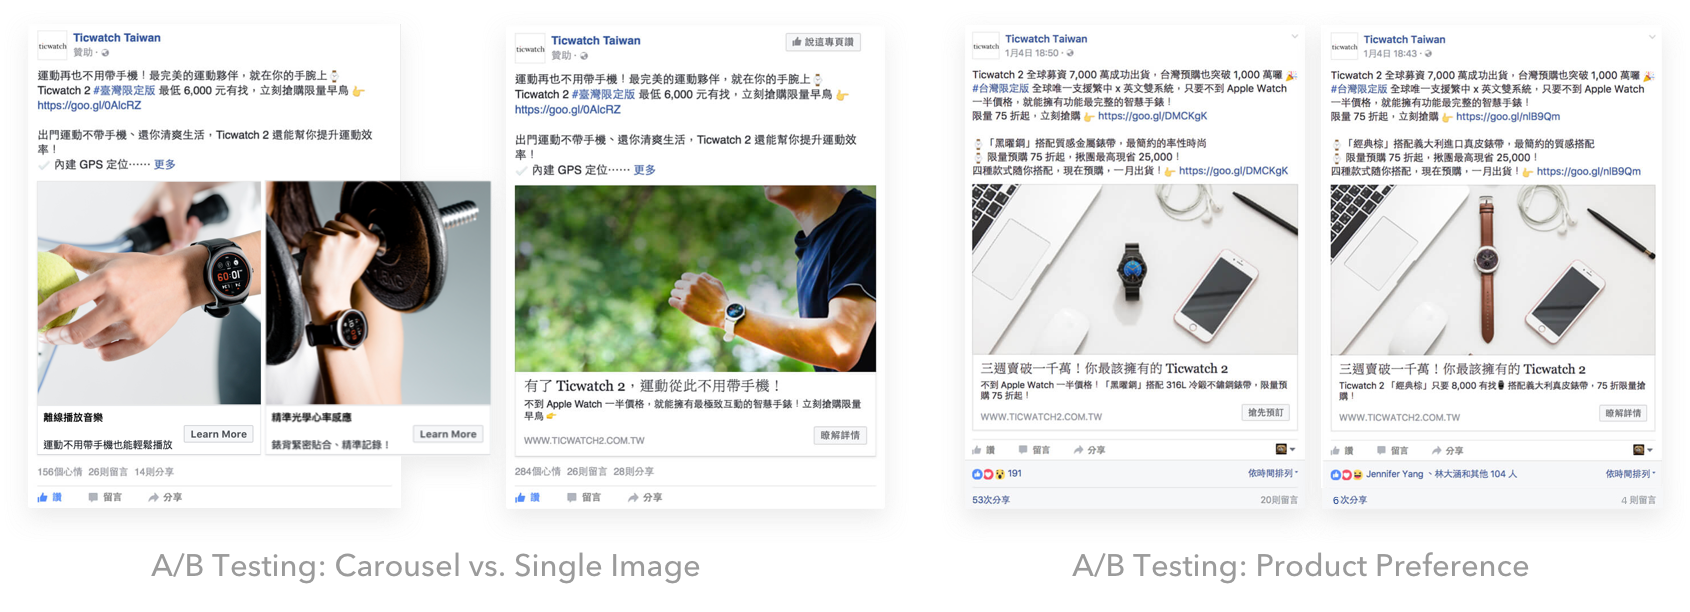 ticwatch
Ticwatch Taiwan
贊助 ·
運動再也不用帶手機！最完美的運動夥伴，就在你的手腕上⌚
Ticwatch 2 #臺灣限定版 最低 6,000 元有找，立刻搶購限量早鳥 👉
https://goo.gl/0AlcRZ
出門運動不帶手機、還你清爽生活，Ticwatch 2 還能幫你提升運動效
率！
✔ 內建 GPS 定位⋯⋯ 更多
離線播放音樂
運動不用帶手機也能輕鬆播放
Learn More
精準光學心率感應
錶背緊密貼合、精準記錄！
Learn More
156個心情 26則留言 14則分享
讚 留言 分享
ticwatch
Ticwatch Taiwan
贊助 ·
說這專頁讚
運動再也不用帶手機！最完美的運動夥伴，就在你的手腕上⌚
Ticwatch 2 #臺灣限定版 最低 6,000 元有找，立刻搶購限量早鳥 👉
https://goo.gl/0AlcRZ
出門運動不帶手機、還你清爽生活，Ticwatch 2 還能幫你提升運動效
率！
✔ 內建 GPS 定位⋯⋯ 更多
有了 Ticwatch 2，運動從此不用帶手機！
不到 Apple Watch 一半價格，就能擁有最極致互動的智慧手錶！立刻搶購限量
早鳥👉
WWW.TICWATCH2.COM.TW
瞭解詳情
284個心情 26則留言 28則分享
讚 留言 分享
A/B Testing: Carousel vs. Single Image
ticwatch
Ticwatch Taiwan
1月4日 18:50 ·
Ticwatch 2 全球募資 7,000 萬成功出貨，台灣預購也突破 1,000 萬囉 🎉
#台灣限定版 全球唯一支援繁中 x 英文雙系統，只要不到 Apple Watch
一半價格，就能擁有功能最完整的智慧手錶！
限量 75 折起，立刻搶購 👉 https://goo.gl/DMCKgK
⌚「黑曜鋼」搭配質感金屬錶帶，最簡約的率性時尚
⌚ 限量預購 75 折起，揪團最高現省 25,000！
四種款式隨你搭配，現在預購，一月出貨！👉 https://goo.gl/DMCKgK
三週賣破一千萬！你最該擁有的 Ticwatch 2
不到 Apple Watch 一半價格！「黑曜鋼」搭配 316L 冷鍛不鏽鋼錶帶，限量預
購 75 折起！
WWW.TICWATCH2.COM.TW
搶先預訂
讚 留言 分享
191
依時間排列
53次分享
20則留言
ticwatch
Ticwatch Taiwan
1月4日 18:43 ·
Ticwatch 2 全球募資 7,000 萬成功出貨，台灣預購也突破 1,000 萬囉 🎉
#台灣限定版 全球唯一支援繁中 x 英文雙系統，只要不到 Apple Watch
一半價格，就能擁有功能最完整的智慧手錶！
限量 75 折起，立刻搶購 👉 https://goo.gl/nlB9Qm
⌚「經典棕」搭配義大利進口真皮錶帶，最簡約的質感搭配
⌚ 限量預購 75 折起，揪團最高現省 25,000！
四種款式隨你搭配，現在預購，一月出貨！👉 https://goo.gl/nlB9Qm
三週賣破一千萬！你最該擁有的 Ticwatch 2
Ticwatch 2 「經典棕」只要 8,000 有找⌚搭配義大利真皮錶帶，75 折限量搶
購！
WWW.TICWATCH2.COM.TW
瞭解詳情
讚 留言 分享
Jennifer Yang、林大涵和其他 104 人
依時間排列
6次分享
4 則留言
A/B Testing: Product Preference